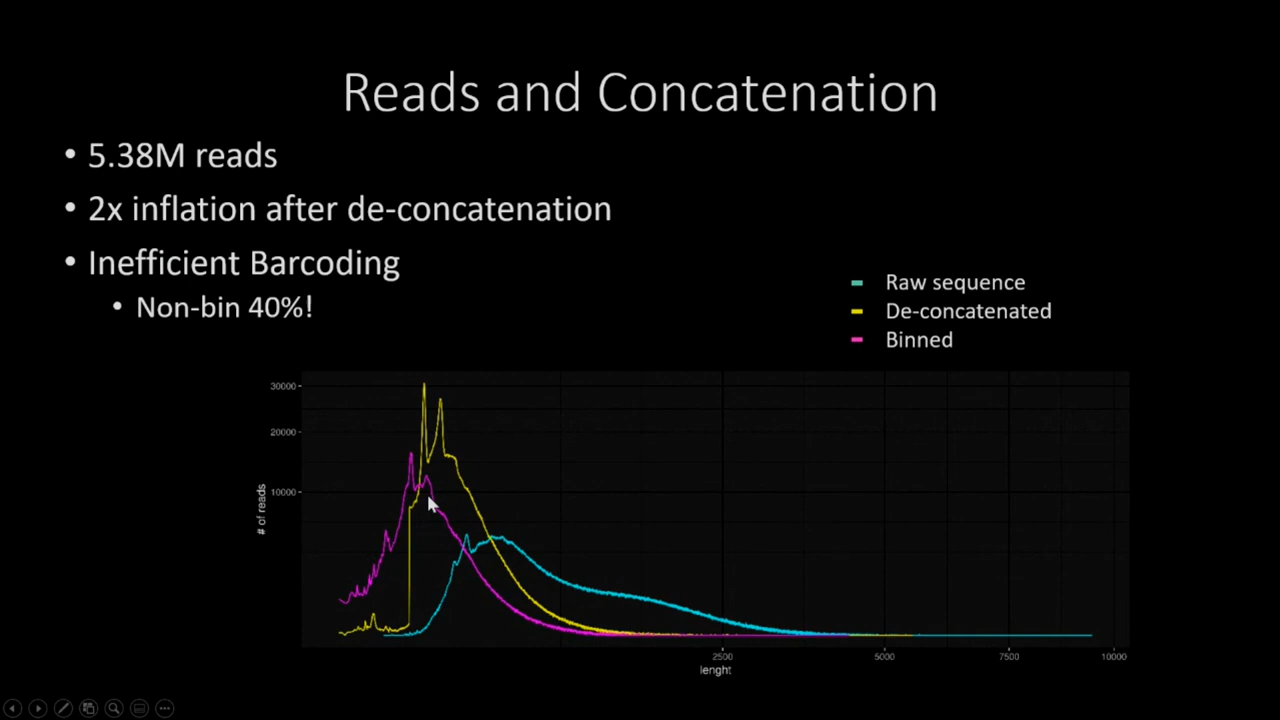 Reads and Concatenation
• 5.38M reads
• 2x inflation after de-concatenation
• Inefficient Barcoding
• Non-bin 40%!
Raw sequence
De-concatenated
Binned
30000
20000
10000
# of reads
2500
5000
7500
10000
lenght